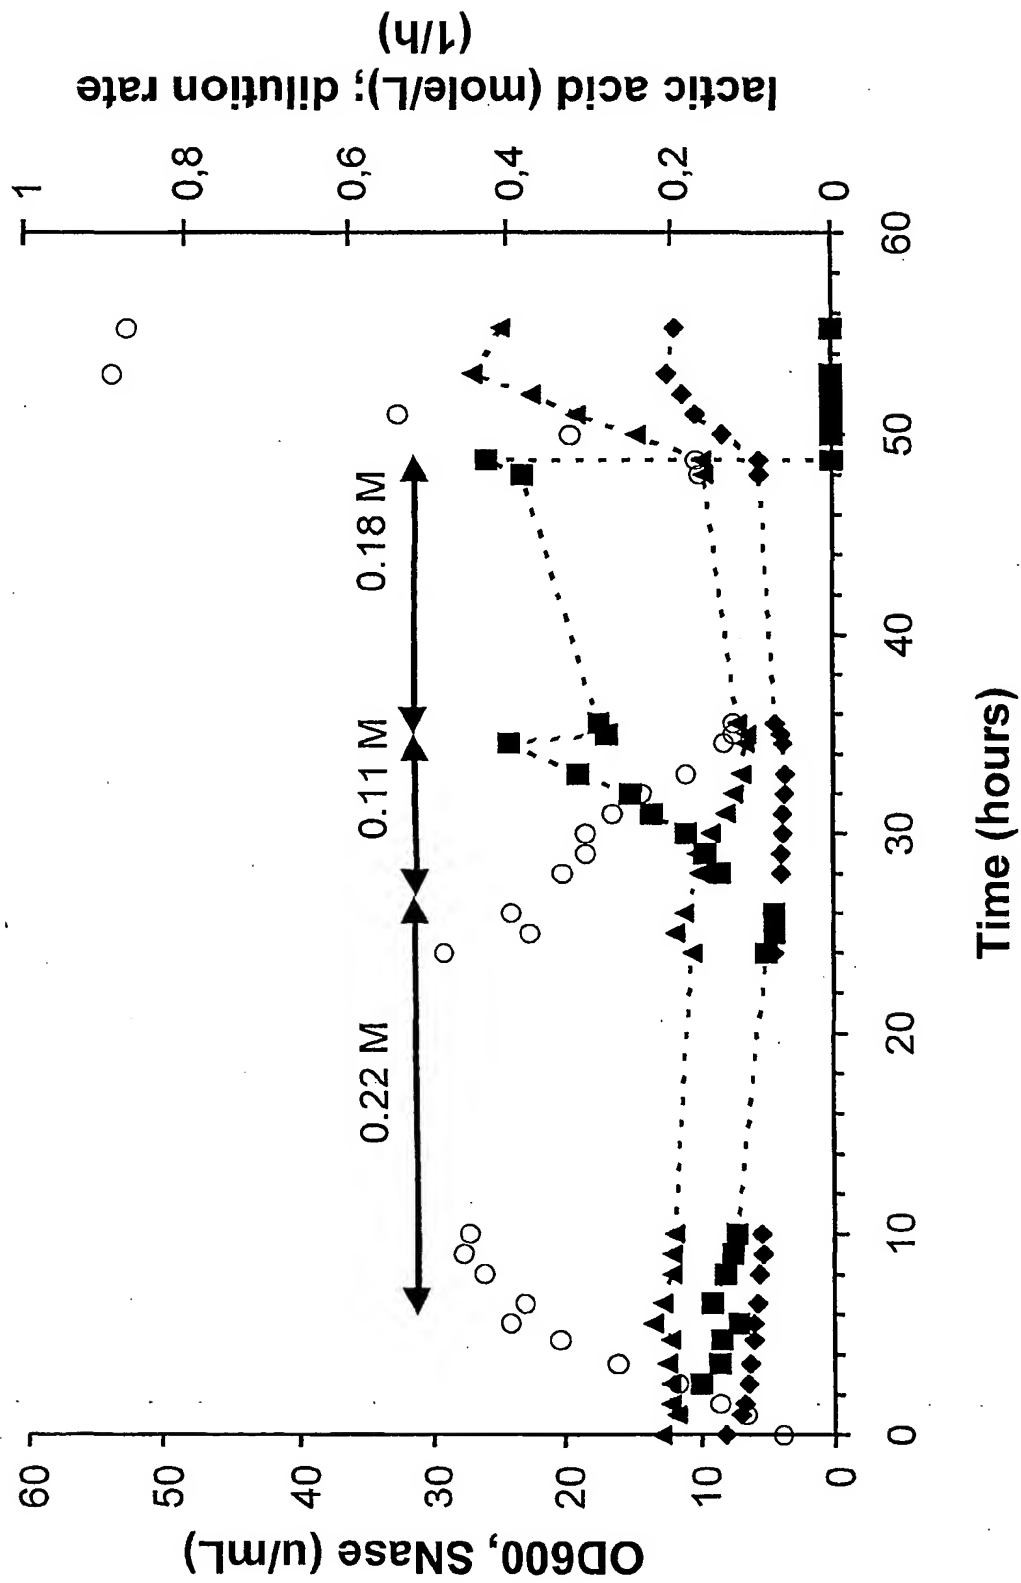 OD600, SNase (u/mL)
60
50
40
30
20
10
0
0.22 M
0.11 M
0.18 M
0
10
20
30
40
50
60
Time (hours)
1
0,8
0,6
0,4
0,2
0
lactic acid (mole/L); dilution rate
(1/h)